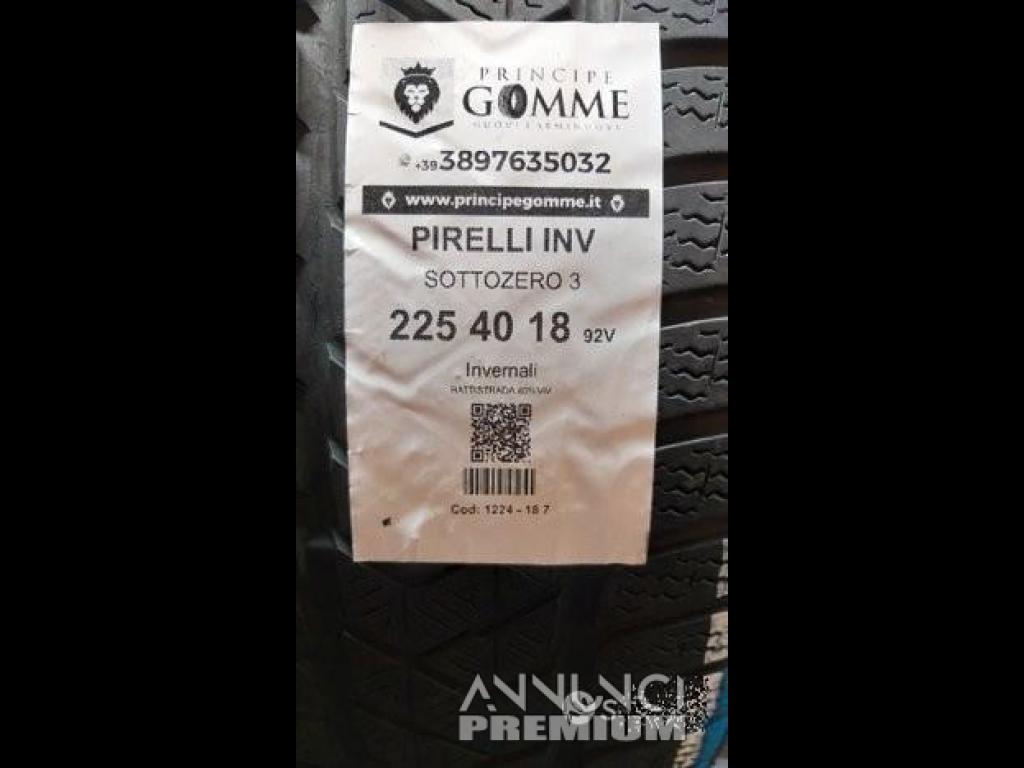 PRINCIPE
GOMME
+39 3897635032
www.principegomme.it
PIRELLI INV
SOTTOZERO 3
225 40 18 92V
Invernali
BATTISTRADA
Cod: 1224 - 18 7
ANNUNCI
PREMIUM